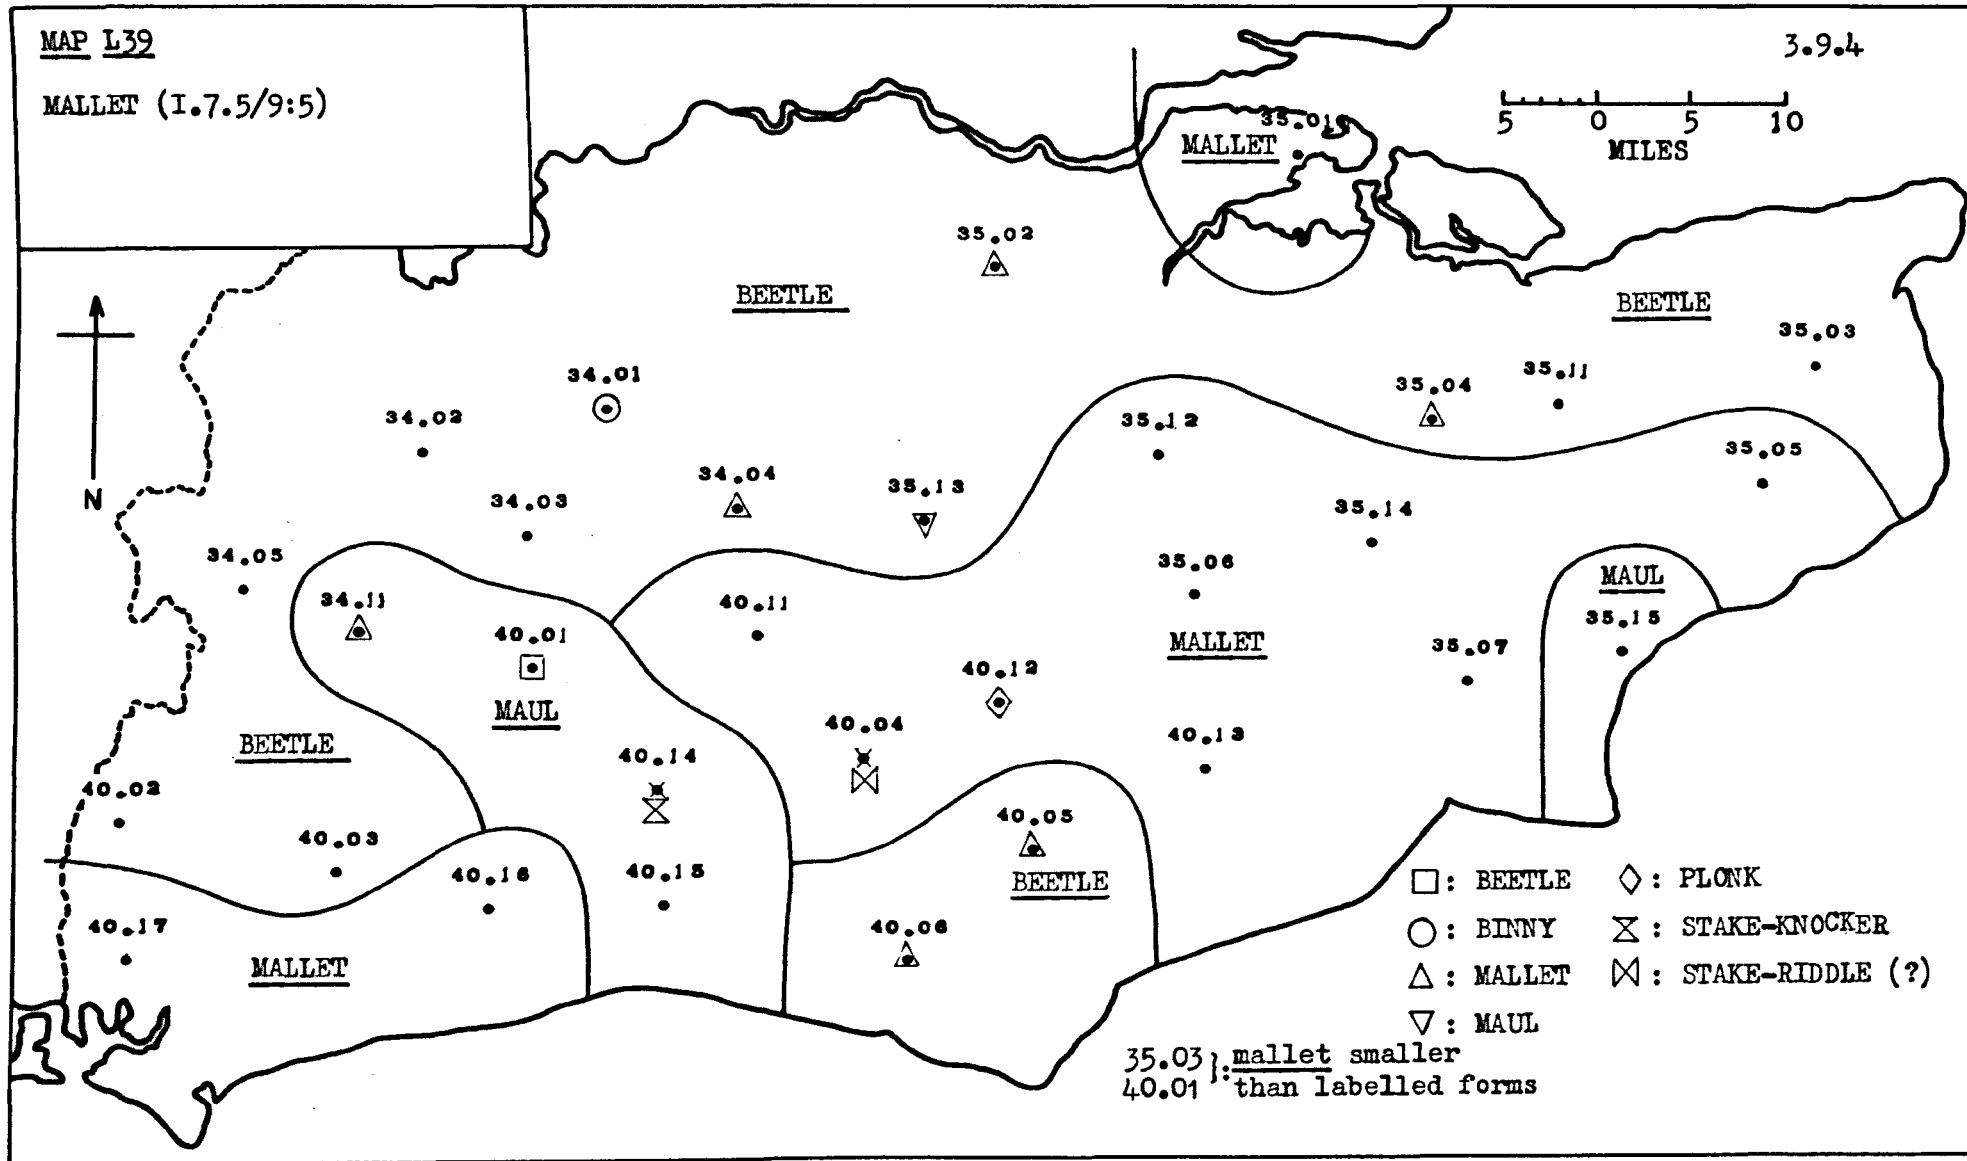 MAP L39
MALLET (I.7.5/9:5)
3.9.4
5 0 5 10
MILES
35.01
MALLET
35.02
BEETLE
BEETLE
35.03
34.01
35.11
35.04
34.02
35.12
35.05
34.04
35.13
34.03
35.14
34.05
35.06
MAUL
34.11
40.11
35.15
40.01
MALLET
35.07
40.12
MAUL
40.04
BEETLE
40.14
40.13
40.02
40.05
40.03
40.16
40.15
BEETLE
40.17
40.06
MALLET
N
□: BEETLE
◇: PLONK
○: BINNY
: STAKE-KNOCKER
△: MALLET
: STAKE-RIDDLE (?)
▽: MAUL
35.03 }: mallet smaller
40.01 than labelled forms